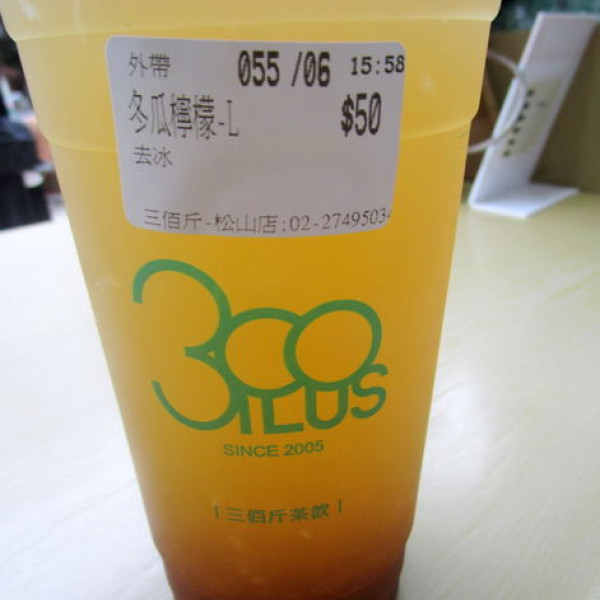 外帶 055 /06 15:58
冬瓜檸檬-L $50
去冰
三佰斤-松山店:02-2749503
300
ILUS
SINCE 2005
|三佰斤茶飲|